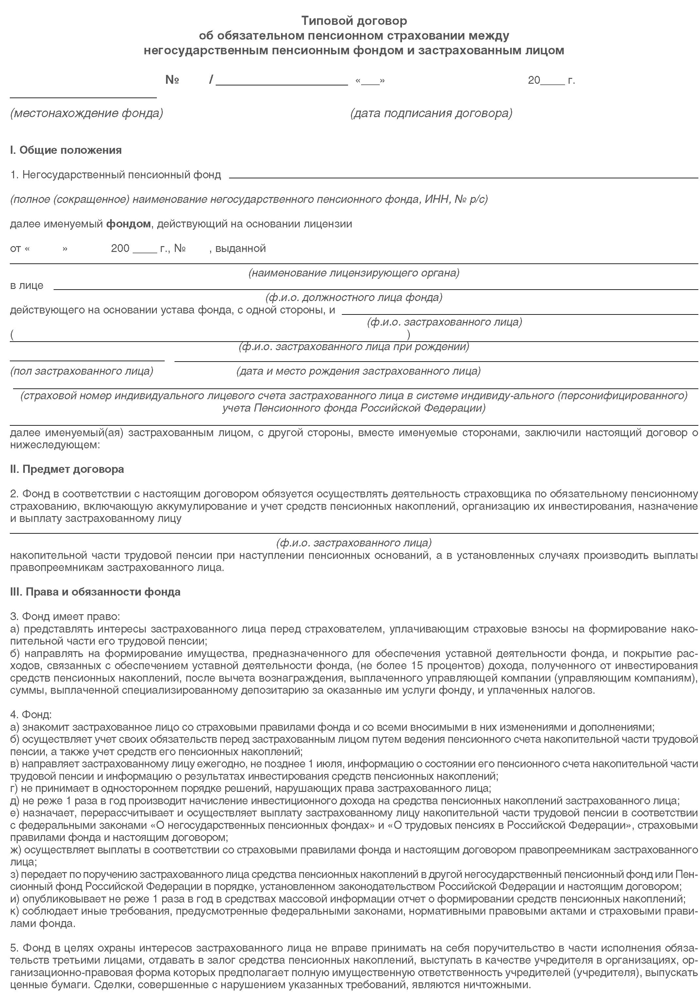 Типовой договор
об обязательном пенсионном страховании между
негосударственным пенсионным фондом и застрахованным лицом
№ / ______________________ «___» 20____ г.
(местонахождение фонда) (дата подписания договора)
I. Общие положения
1. Негосударственный пенсионный фонд
(полное (сокращенное) наименование негосударственного пенсионного фонда, ИНН, № р/с)
далее именуемый фондом, действующий на основании лицензии
от « » 200 ____ г., № , выданной
(наименование лицензирующего органа)
в лице
(ф.и.о. должностного лица фонда)
действующего на основании устава фонда, с одной стороны, и
(ф.и.о. застрахованного лица)
( )
(ф.и.о. застрахованного лица при рождении)
(пол застрахованного лица) (дата и место рождения застрахованного лица)
(страховой номер индивидуального лицевого счета застрахованного лица в системе индивиду-ального (персонифицированного)
учета Пенсионного фонда Российской Федерации)
далее именуемый(ая) застрахованным лицом, с другой стороны, вместе именуемые сторонами, заключили настоящий договор о
нижеследующем:
II. Предмет договора
2. Фонд в соответствии с настоящим договором обязуется осуществлять деятельность страховщика по обязательному пенсионному
страхованию, включающую аккумулирование и учет средств пенсионных накоплений, организацию их инвестирования, назначение
и выплату застрахованному лицу
(ф.и.о. застрахованного лица)
накопительной части трудовой пенсии при наступлении пенсионных оснований, а в установленных случаях производить выплаты
правопреемникам застрахованного лица.
III. Права и обязанности фонда
3. Фонд имеет право:
а) представлять интересы застрахованного лица перед страхователем, уплачивающим страховые взносы на формирование нако-
пительной части его трудовой пенсии;
б) направлять на формирование имущества, предназначенного для обеспечения уставной деятельности фонда, и покрытие рас-
ходов, связанных с обеспечением уставной деятельности фонда, (не более 15 процентов) дохода, полученного от инвестирования
средств пенсионных накоплений, после вычета вознаграждения, выплаченного управляющей компании (управляющим компаниям),
суммы, выплаченной специализированному депозитарию за оказанные им услуги фонду, и уплаченных налогов.
4. Фонд:
а) знакомит застрахованное лицо со страховыми правилами фонда и со всеми вносимыми в них изменениями и дополнениями;
б) осуществляет учет своих обязательств перед застрахованным лицом путем ведения пенсионного счета накопительной части трудовой
пенсии, а также учет средств его пенсионных накоплений;
в) направляет застрахованному лицу ежегодно, не позднее 1 июля, информацию о состоянии его пенсионного счета накопительной части
трудовой пенсии и информацию о результатах инвестирования средств пенсионных накоплений;
г) не принимает в одностороннем порядке решений, нарушающих права застрахованного лица;
д) не реже 1 раза в год производит начисление инвестиционного дохода на средства пенсионных накоплений застрахованного лица;
е) назначает, перерассчитывает и осуществляет выплату застрахованному лицу накопительной части трудовой пенсии в соответствии
с федеральными законами «О негосударственных пенсионных фондах» и «О трудовых пенсиях в Российской Федерации», страховыми
правилами фонда и настоящим договором;
ж) осуществляет выплаты в соответствии со страховыми правилами фонда и настоящим договором правопреемникам застрахованного
лица;
з) передает по поручению застрахованного лица средства пенсионных накоплений в другой негосударственный пенсионный фонд или Пен-
сионный фонд Российской Федерации в порядке, установленном законодательством Российской Федерации и настоящим договором;
и) опубликовывает не реже 1 раза в год в средствах массовой информации отчет о формировании средств пенсионных накоплений;
к) соблюдает иные требования, предусмотренные федеральными законами, нормативными правовыми актами и страховыми прави-
лами фонда.
5. Фонд в целях охраны интересов застрахованного лица не вправе принимать на себя поручительство в части исполнения обяза-
тельств третьими лицами, отдавать в залог средства пенсионных накоплений, выступать в качестве учредителя в организациях, ор-
ганизационно-правовая форма которых предполагает полную имущественную ответственность учредителей (учредителя), выпускать
ценные бумаги. Сделки, совершенные с нарушением указанных требований, являются ничтожными.